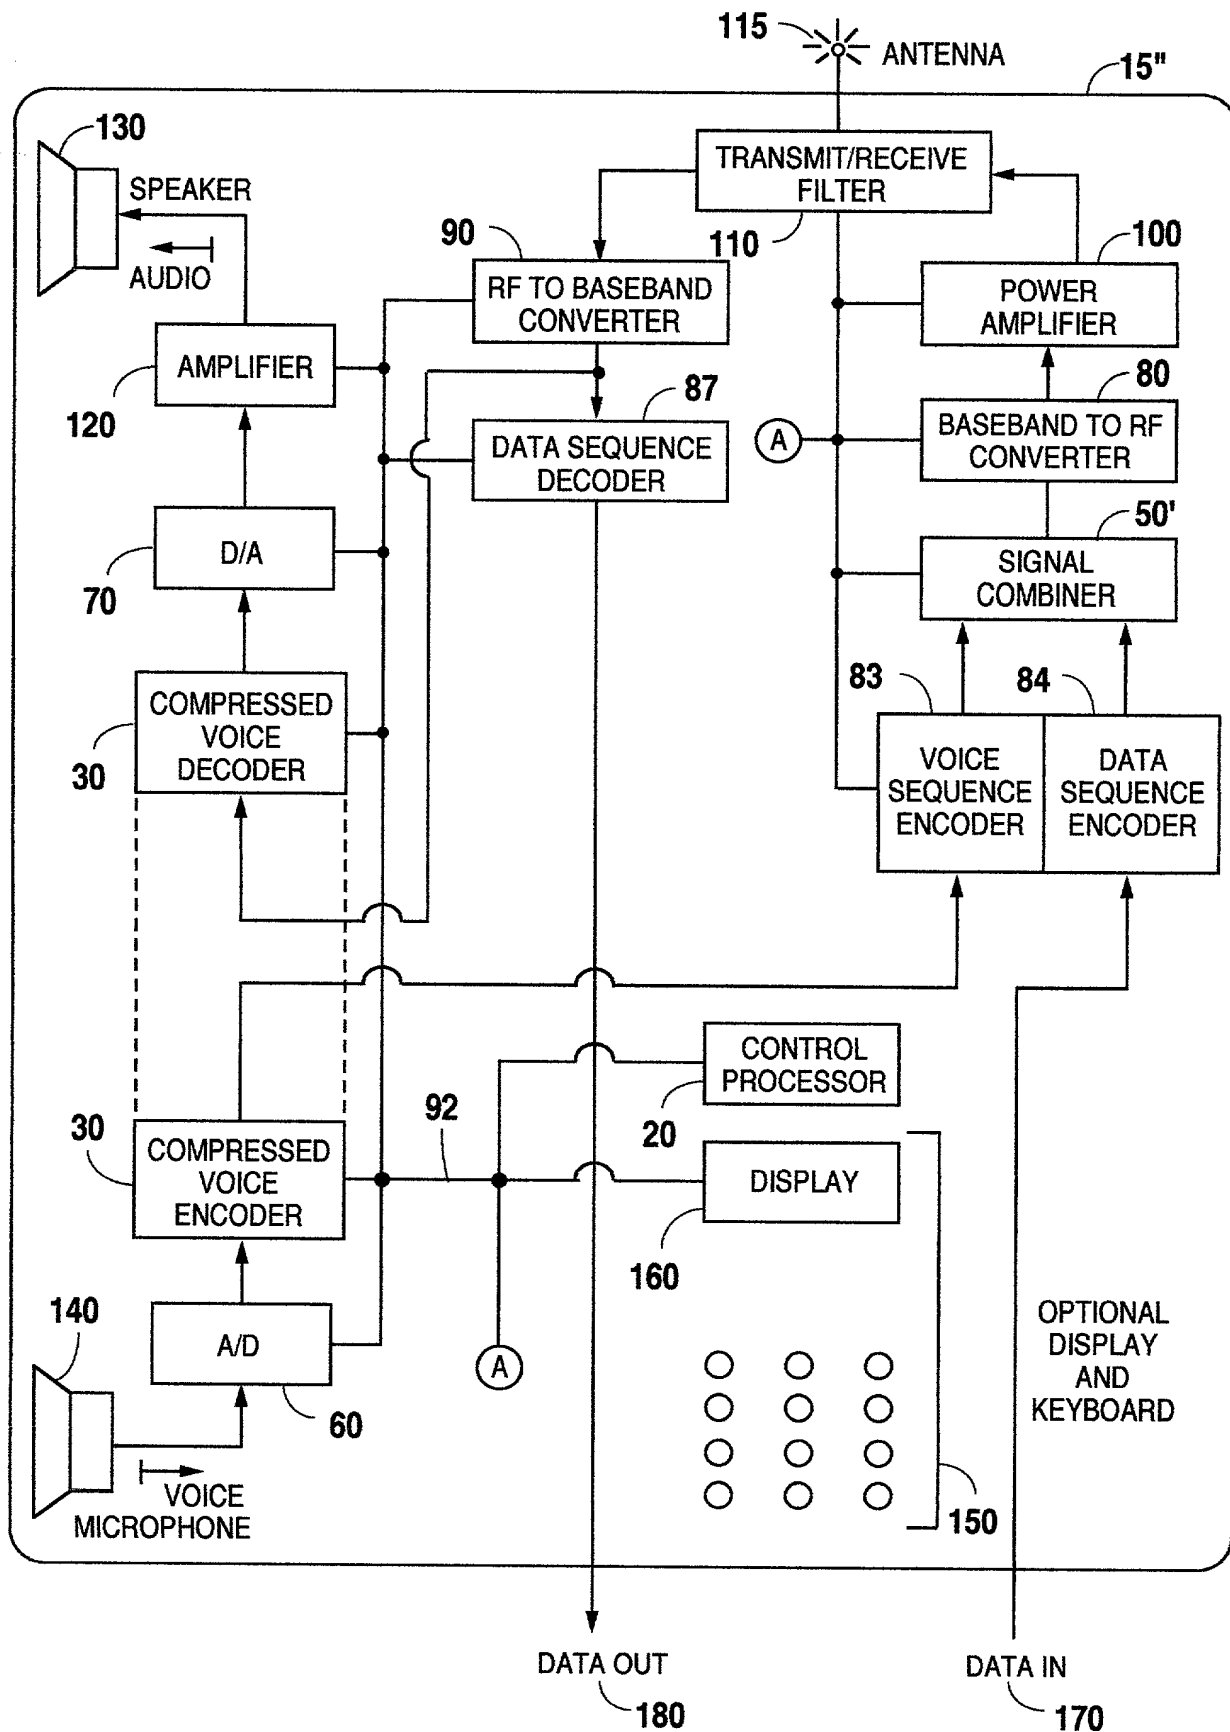 115
ANTENNA
15"
130
SPEAKER
AUDIO
TRANSMIT/RECEIVE
FILTER
110
90
RF TO BASEBAND
CONVERTER
100
POWER
AMPLIFIER
AMPLIFIER
120
87
DATA SEQUENCE
DECODER
80
BASEBAND TO RF
CONVERTER
A
50'
SIGNAL
COMBINER
D/A
70
COMPRESSED
VOICE
DECODER
30
83
84
VOICE
SEQUENCE
ENCODER
DATA
SEQUENCE
ENCODER
CONTROL
PROCESSOR
20
92
30
COMPRESSED
VOICE
ENCODER
DISPLAY
160
140
A/D
60
A
VOICE
MICROPHONE
OPTIONAL
DISPLAY
AND
KEYBOARD
150
DATA OUT
180
DATA IN
170